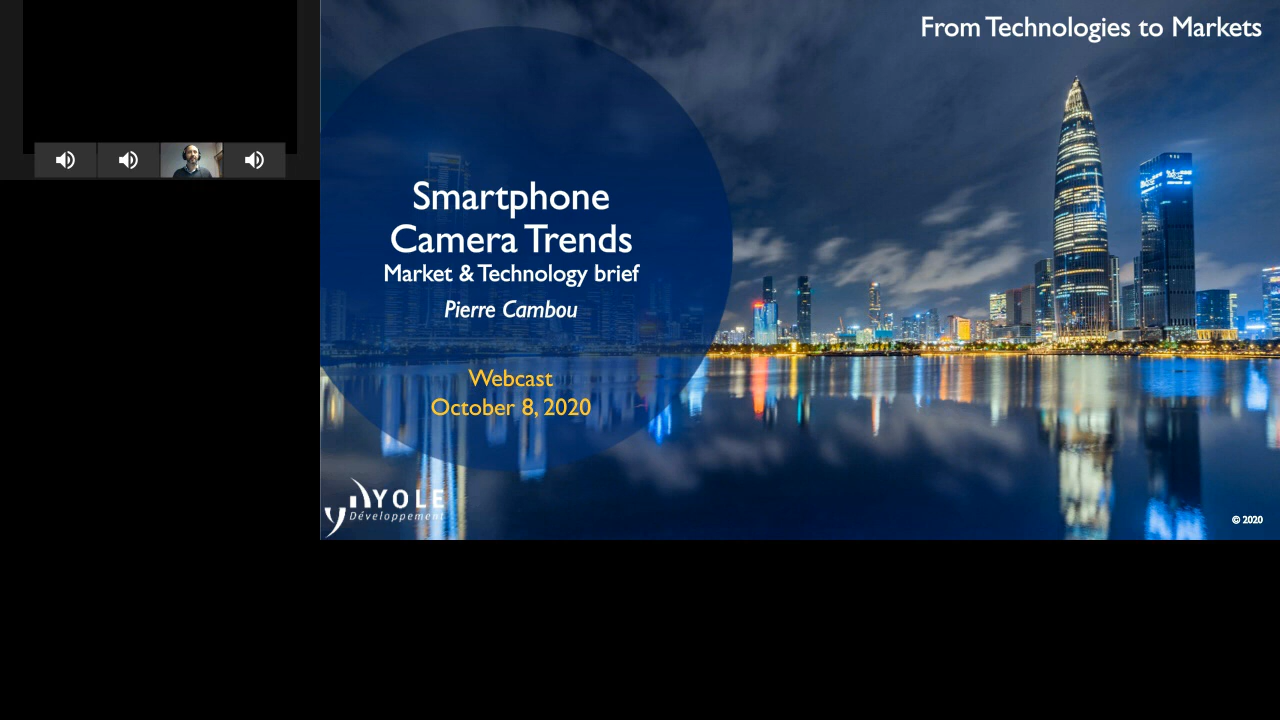 From Technologies to Markets
Smartphone
Camera Trends
Market & Technology brief
Pierre Cambou
Webcast
October 8, 2020
YOLE
Développement
© 2020